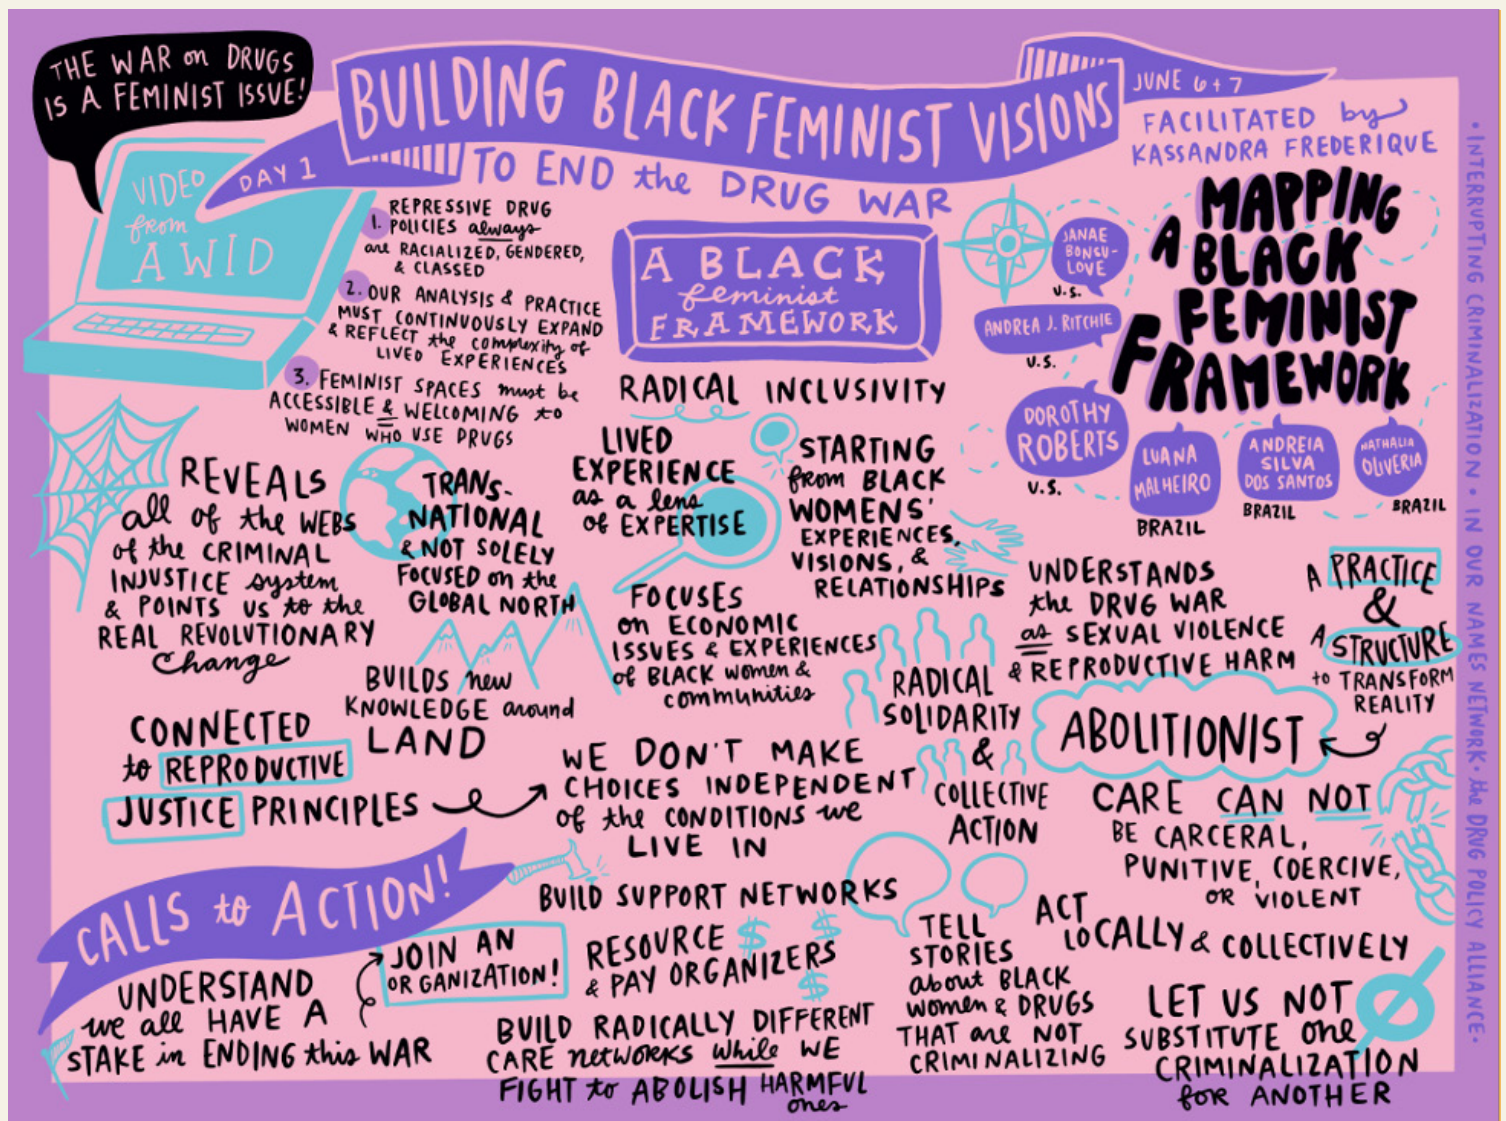 THE WAR on DRUGS
IS A FEMINIST ISSUE!
VIDEO
from
AWID
DAY 1
BUILDING BLACK FEMINIST VISIONS
TO END the DRUG WAR
JUNE 6+7
FACILITATED by
KASSANDRA FREDERIQUE
1. REPRESSIVE DRUG
POLICIES always
are RACIALIZED, GENDERED,
& CLASSED
2. OUR ANALYSIS & PRACTICE
MUST CONTINUOUSLY EXPAND
& REFLECT the complexity of
LIVED EXPERIENCES
3. FEMINIST SPACES must be
ACCESSIBLE & WELCOMING to
WOMEN WHO USE DRUGS
A BLACK
feminist
FRAMEWORK
MAPPING
A BLACK
FEMINIST
FRAMEWORK
JANAE
BONSU-
LOVE
U.S.
ANDREA J. RITCHIE
U.S.
DOROTHY
ROBERTS
U.S.
LUANA
MALHEIRO
BRAZIL
ANDREIA
SILVA
DOS SANTOS
BRAZIL
NATHALIA
OLIVERIA
BRAZIL
RADICAL INCLUSIVITY
REVEALS
all of the WEBS
of the CRIMINAL
INJUSTICE system
& POINTS US to the
REAL REVOLUTIONARY
Change
TRANS-
NATIONAL
& NOT SOLELY
FOCUSED on the
GLOBAL NORTH
LIVED
EXPERIENCE
as a lens
of EXPERTISE
STARTING
from BLACK
WOMENS'
EXPERIENCES,
VISIONS, &
RELATIONSHIPS
FOCUSES
on ECONOMIC
ISSUES & EXPERIENCES
of BLACK women &
communities
UNDERSTANDS
the DRUG WAR
as SEXUAL VIOLENCE
& REPRODUCTIVE HARM
A PRACTICE
&
A STRUCTURE
to TRANSFORM
REALITY
BUILDS new
KNOWLEDGE around
LAND
RADICAL
SOLIDARITY
&
COLLECTIVE
ACTION
ABOLITIONIST
CONNECTED
to REPRODUCTIVE
JUSTICE PRINCIPLES
WE DON'T MAKE
CHOICES INDEPENDENT
of the CONDITIONS we
LIVE IN
CARE CAN NOT
BE CARCERAL,
PUNITIVE, COERCIVE,
OR VIOLENT
CALLS to ACTION!
UNDERSTAND
we all HAVE A
STAKE in ENDING this WAR
JOIN AN
ORGANIZATION!
BUILD SUPPORT NETWORKS
RESOURCE
& PAY ORGANIZERS
BUILD RADICALLY DIFFERENT
CARE networks while WE
FIGHT to ABOLISH HARMFUL
ones
TELL
STORIES
about BLACK
women & DRUGS
THAT are NOT
CRIMINALIZING
ACT
LOCALLY & COLLECTIVELY
LET US NOT
SUBSTITUTE one
CRIMINALIZATION
for ANOTHER
• INTERRUPTING CRIMINALIZATION • IN OUR NAMES NETWORK • the DRUG POLICY ALLIANCE •